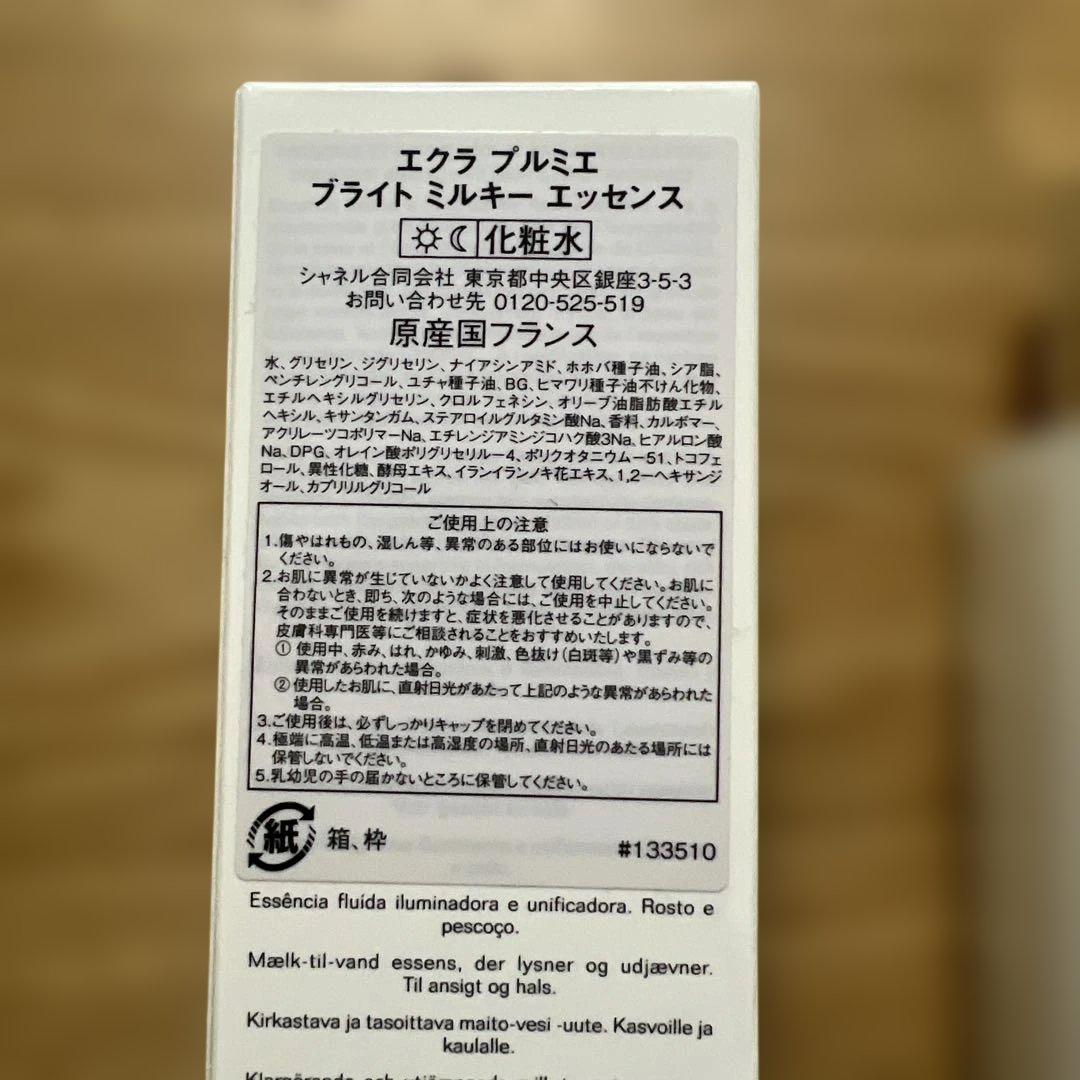 エクラ プルミエ
ブライト ミルキー エッセンス
化粧水
シャネル合同会社 東京都中央区銀座3-5-3
お問い合わせ先 0120-525-519
原産国フランス
水、グリセリン、ジグリセリン、ナイアシンアミド、ホホバ種子油、シア脂、
ペンチレングリコール、ユチャ種子油、BG、ヒマワリ種子油不けん化物、
エチルヘキシルグリセリン、クロルフェネシン、オリーブ油脂肪酸エチル
ヘキシル、キサンタンガム、ステアロイルグルタミン酸Na、香料、カルボマー、
アクリレーツコポリマーNa、エチレンジアミンジコハク酸3Na、ヒアルロン酸
Na、DPG、オレイン酸ポリグリセリルー4、ポリクオタニウムー51、トコフェ
ロール、異性化糖、酵母エキス、イランイランノキ花エキス、1,2ーヘキサンジ
オール、カプリリルグリコール
ご使用上の注意
1.傷やはれもの、湿しん等、異常のある部位にはお使いにならないで
ください。
2.お肌に異常が生じていないかよく注意して使用してください。お肌に
合わないとき、即ち、次のような場合には、ご使用を中止してください。
そのままご使用を続けますと、症状を悪化させることがありますので、
皮膚科専門医等にご相談されることをおすすめいたします。
① 使用中、赤み、はれ、かゆみ、刺激、色抜け(白斑等)や黒ずみ等の
異常があらわれた場合。
② 使用したお肌に、直射日光があたって上記のような異常があらわれた
場合。
3.ご使用後は、必ずしっかりキャップを閉めてください。
4.極端に高温、低温または高湿度の場所、直射日光のあたる場所には
保管しないでください。
5.乳幼児の手の届かないところに保管してください。
紙 箱、枠 #133510
Essência fluída iluminadora e unificadora. Rosto e
pescoço.
Mælk-til-vand essens, der lysner og udjævner.
Til ansigt og hals.
Kirkastava ja tasoittava maito-vesi -uute. Kasvoille ja
kaulalle.